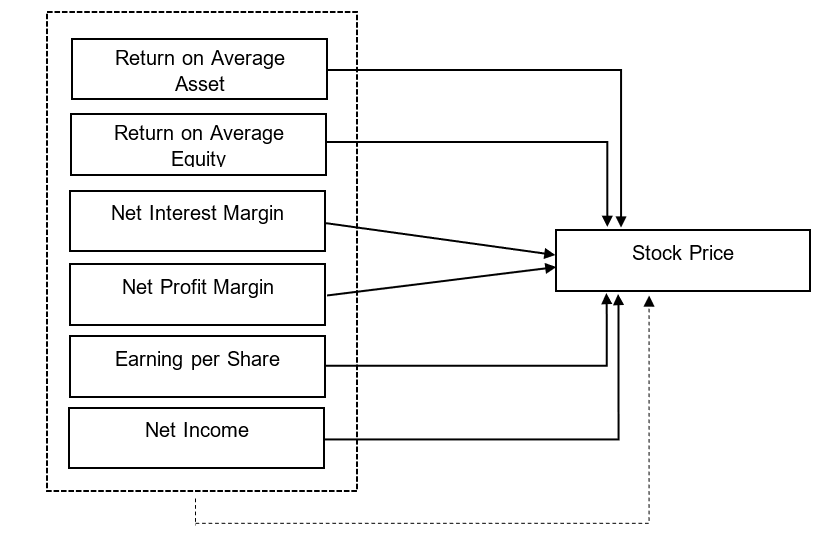 Return on Average
Asset
Return on Average
Equity
Net Interest Margin
Net Profit Margin
Earning per Share
Net Income
Stock Price